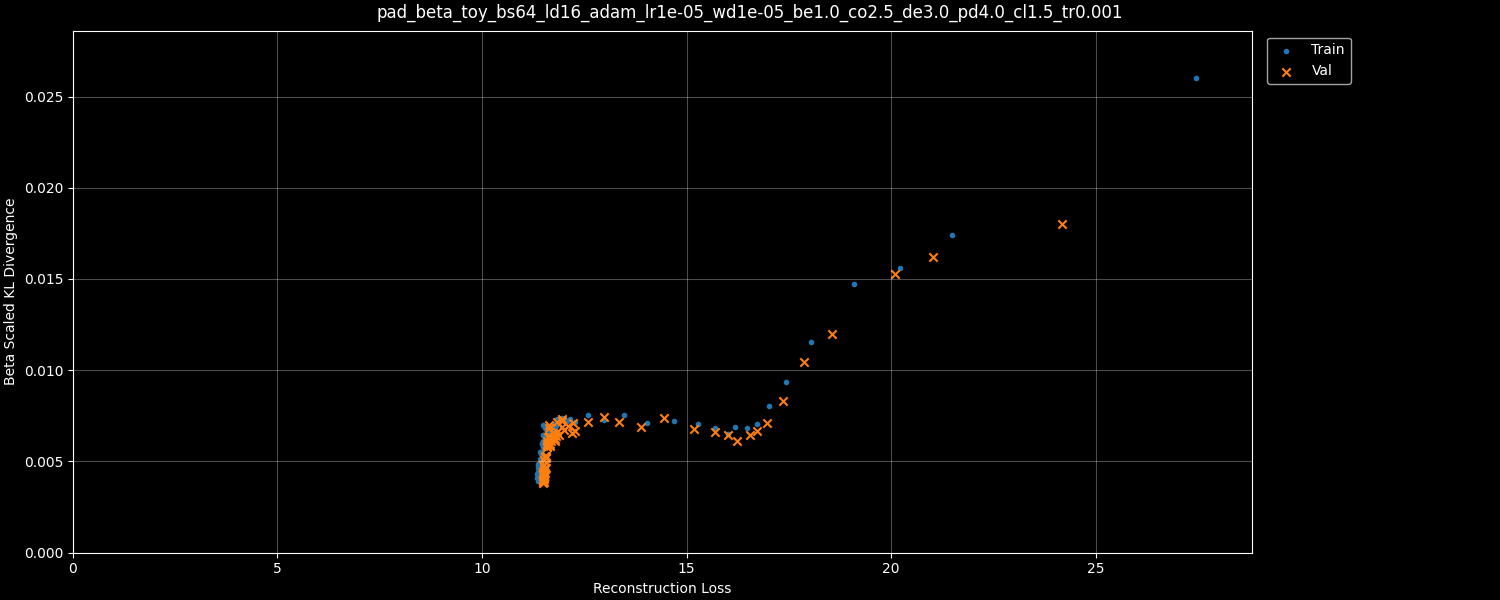 pad_beta_toy_bs64_ld16_adam_lr1e-05_wd1e-05_be1.0_co2.5_de3.0_pd4.0_cl1.5_tr0.001
Train
Val
Beta Scaled KL Divergence
0.025
0.020
0.015
0.010
0.005
0.000
0
5
10
15
20
25
Reconstruction Loss